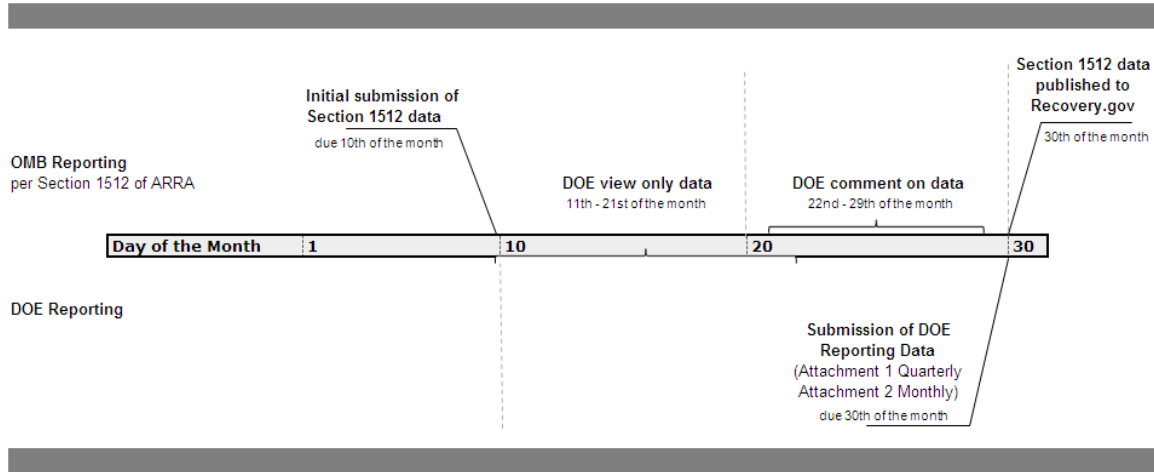 Section 1512 data
published to
Recovery.gov
30th of the month
Initial submission of
Section 1512 data
due 10th of the month
OMB Reporting
per Section 1512 of ARRA
DOE view only data
11th - 21st of the month
DOE comment on data
22nd - 29th of the month
Day of the Month 1 10 20 30
DOE Reporting
Submission of DOE
Reporting Data
(Attachment 1 Quarterly
Attachment 2 Monthly)
due 30th of the month